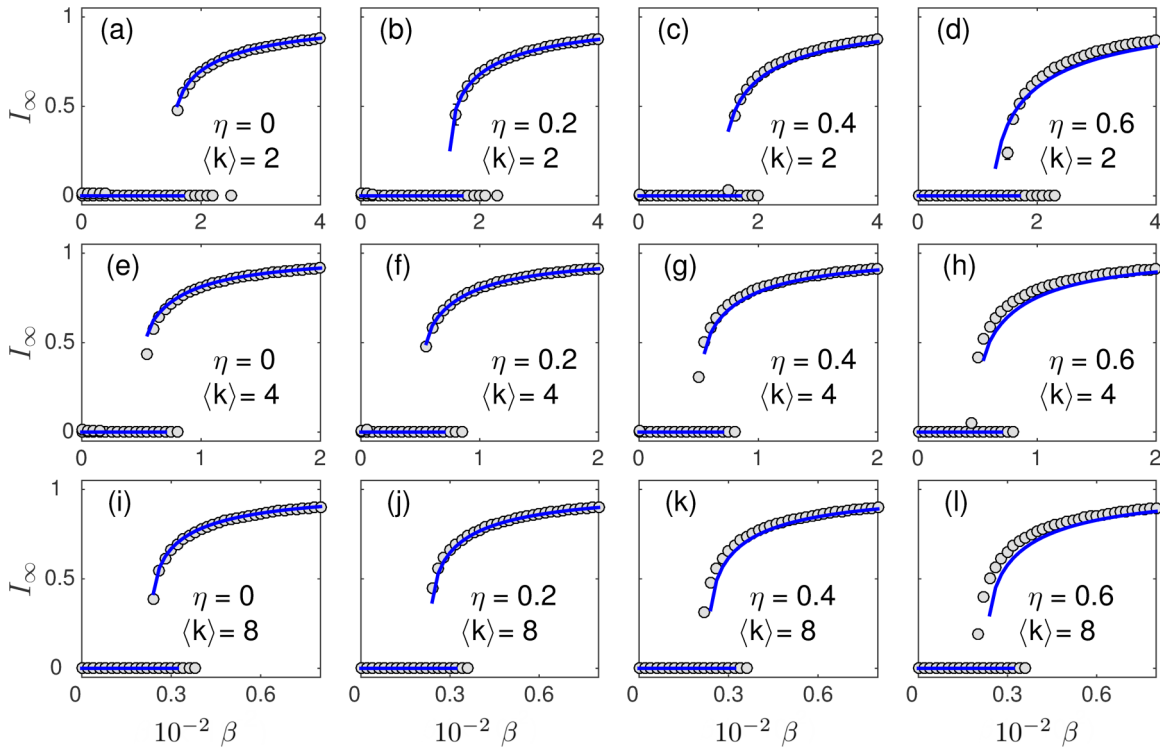 (a) (b) (c) (d)
1 0.5 0 I∞
η = 0 η = 0.2 η = 0.4 η = 0.6
⟨k⟩ = 2 ⟨k⟩ = 2 ⟨k⟩ = 2 ⟨k⟩ = 2
0 2 4 0 2 4 0 2 4 0 2 4
(e) (f) (g) (h)
1 0.5 0 I∞
η = 0 η = 0.2 η = 0.4 η = 0.6
⟨k⟩ = 4 ⟨k⟩ = 4 ⟨k⟩ = 4 ⟨k⟩ = 4
0 1 2 0 1 2 0 1 2 0 1 2
(i) (j) (k) (l)
1 0.5 0 I∞
η = 0 η = 0.2 η = 0.4 η = 0.6
⟨k⟩ = 8 ⟨k⟩ = 8 ⟨k⟩ = 8 ⟨k⟩ = 8
0 0.3 0.6 0 0.3 0.6 0 0.3 0.6 0 0.3 0.6
10⁻² β 10⁻² β 10⁻² β 10⁻² β